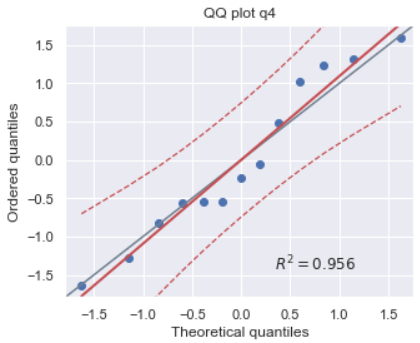 QQ plot q4
Ordered quantiles
1.5
1.0
0.5
0.0
−0.5
−1.0
−1.5
R² = 0.956
−1.5 −1.0 −0.5 0.0 0.5 1.0 1.5
Theoretical quantiles